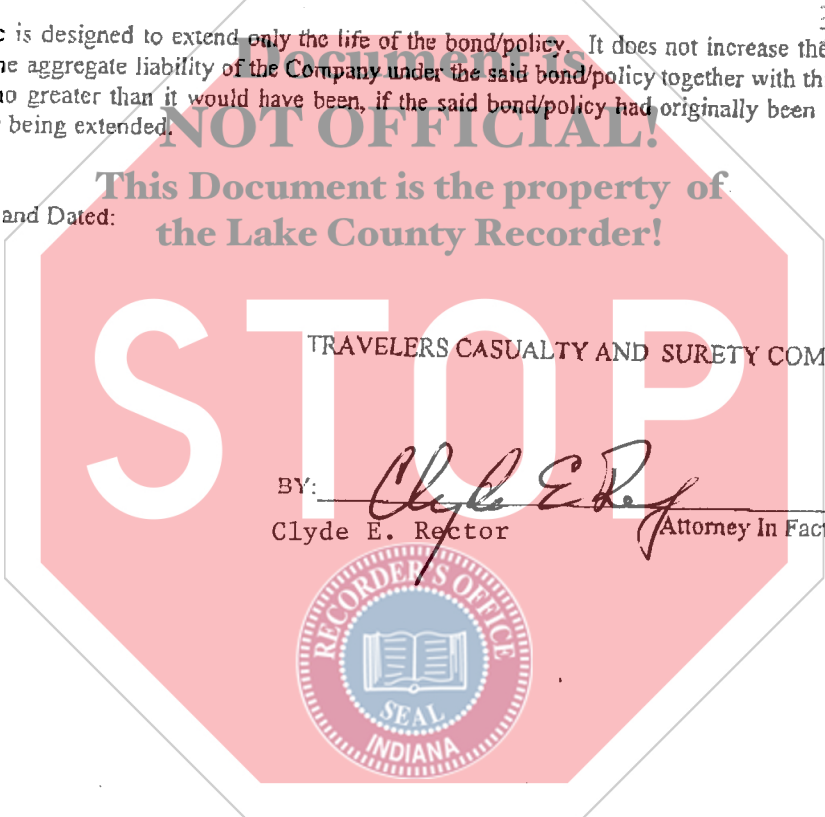 is designed to extend only the life of the bond/policy. It does not increase the
Document is
aggregate liability of the Company under the said bond/policy together with
no greater than it would have been, if the said bond/policy had originally been
NOT OFFICIAL!
being extended.
This Document is the property of
and Dated:
the Lake County Recorder!
STOP
TRAVELERS CASUALTY AND SURETY COM
BY: Clyde E. Rec
Clyde E. Rector Attorney In Fact
RECORDER'S OFFICE
SEAL
INDIANA